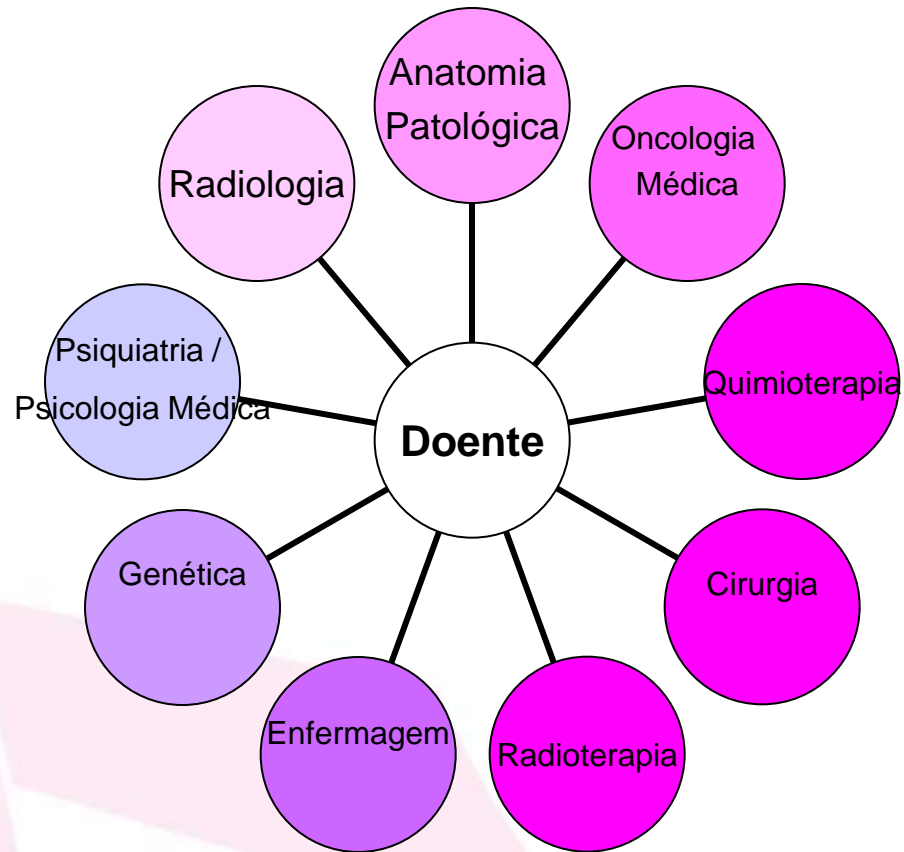 Anatomia
Patológica
Oncologia
Médica
Radiologia
Psiquiatria /
Psicologia Médica
Quimioterapia
Doente
Genética
Cirurgia
Enfermagem
Radioterapia